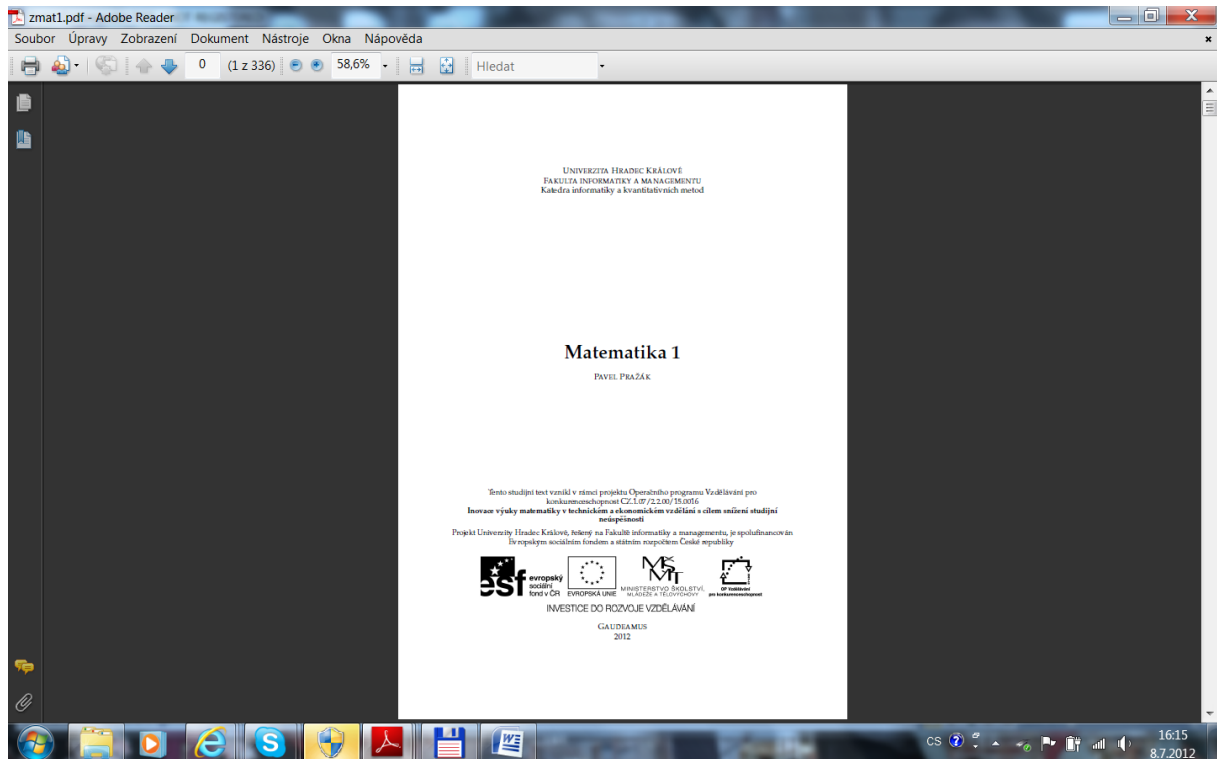 zmat1.pdf - Adobe Reader
Soubor Úpravy Zobrazení Dokument Nástroje Okna Nápověda
0 (1 z 336) 58,6% Hledat
UNIVERZITA HRADEC KRÁLOVÉ
FAKULTA INFORMATIKY A MANAGEMENTU
Katedra informatiky a kvantitativních metod
Matematika 1
PAVEL PRAŽÁK
Tento studijní text vznikl v rámci projektu Operačního programu Vzdělávání pro
konkurenceschopnost CZ.1.07/2.2.00/15.0016
Inovace výuky matematiky v technickém a ekonomickém vzdělání s cílem snížení studijní
neúspěšnosti
Projekt Univerzity Hradec Králové, řešený na Fakultě informatiky a managementu, je spolufinancován
Evropským sociálním fondem a státním rozpočtem České republiky
esf evropský
sociální
fond v ČR EVROPSKÁ UNIE
MŠMT
MINISTERSTVO ŠKOLSTVÍ,
MLÁDEŽE A TĚLOVÝCHOVY
OP Vzdělávání
pro konkurenceschopnost
INVESTICE DO ROZVOJE VZDĚLÁVÁNÍ
GAUDEAMUS
2012
CS 16:15
8.7.2012